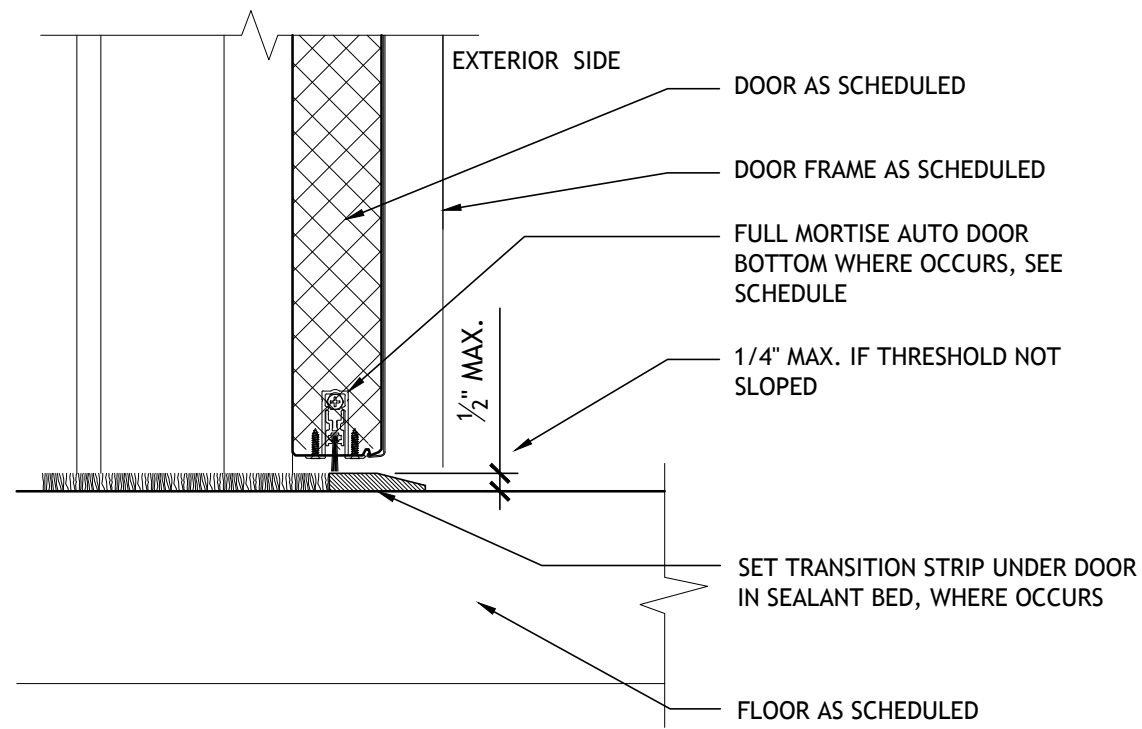 EXTERIOR SIDE
DOOR AS SCHEDULED
DOOR FRAME AS SCHEDULED
FULL MORTISE AUTO DOOR
BOTTOM WHERE OCCURS, SEE
SCHEDULE
½" MAX.
1/4" MAX. IF THRESHOLD NOT
SLOPED
SET TRANSITION STRIP UNDER DOOR
IN SEALANT BED, WHERE OCCURS
FLOOR AS SCHEDULED